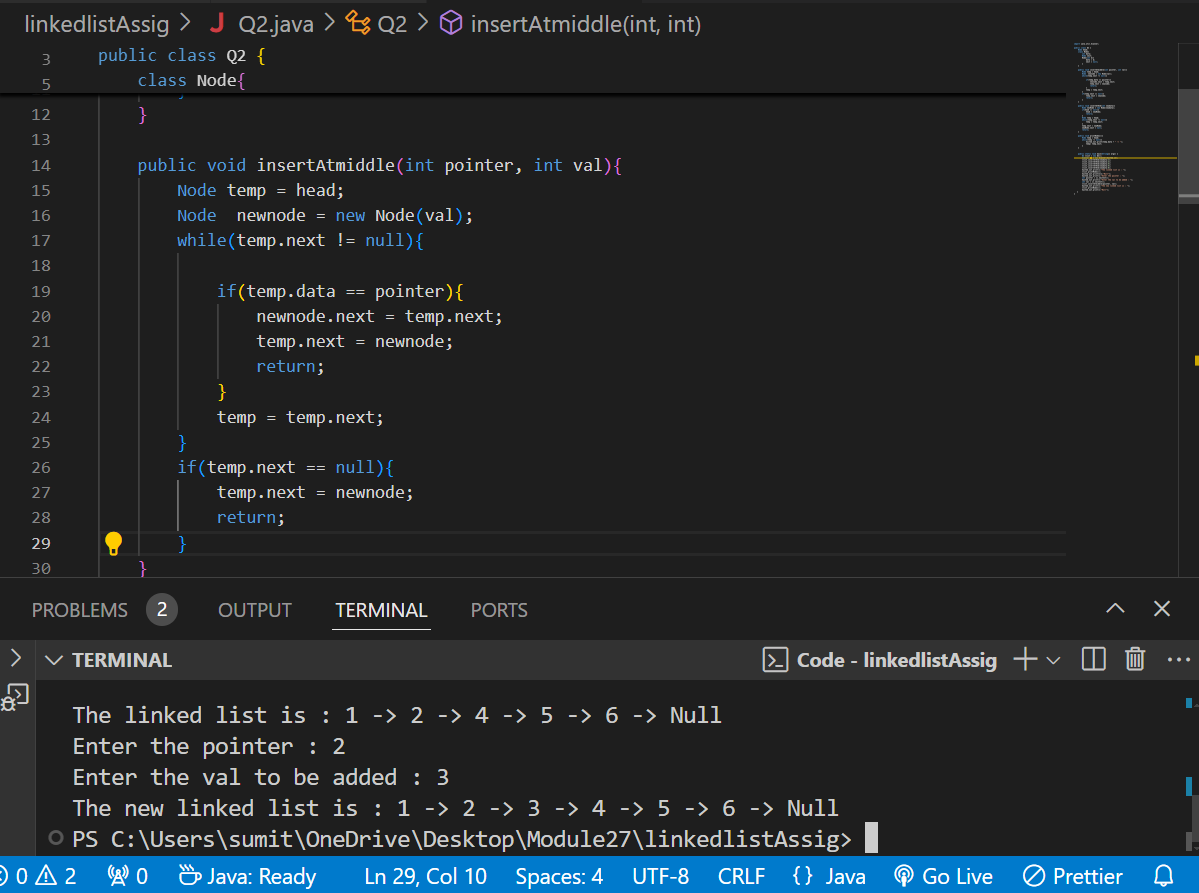 linkedlistAssig > J Q2.java > Q2 > insertAtmiddle(int, int)
3 public class Q2 {
5 class Node{
12 }
13
14 public void insertAtmiddle(int pointer, int val){
15 Node temp = head;
16 Node  newnode = new Node(val);
17 while(temp.next != null){
18
19 if(temp.data == pointer){
20 newnode.next = temp.next;
21 temp.next = newnode;
22 return;
23 }
24 temp = temp.next;
25 }
26 if(temp.next == null){
27 temp.next = newnode;
28 return;
29 }
30 }
PROBLEMS 2 OUTPUT TERMINAL PORTS
TERMINAL Code - linkedlistAssig
The linked list is : 1 -> 2 -> 4 -> 5 -> 6 -> Null
Enter the pointer : 2
Enter the val to be added : 3
The new linked list is : 1 -> 2 -> 3 -> 4 -> 5 -> 6 -> Null
PS C:\Users\sumit\OneDrive\Desktop\Module27\linkedlistAssig>
0 2 0 Java: Ready Ln 29, Col 10 Spaces: 4 UTF-8 CRLF {} Java Go Live Prettier